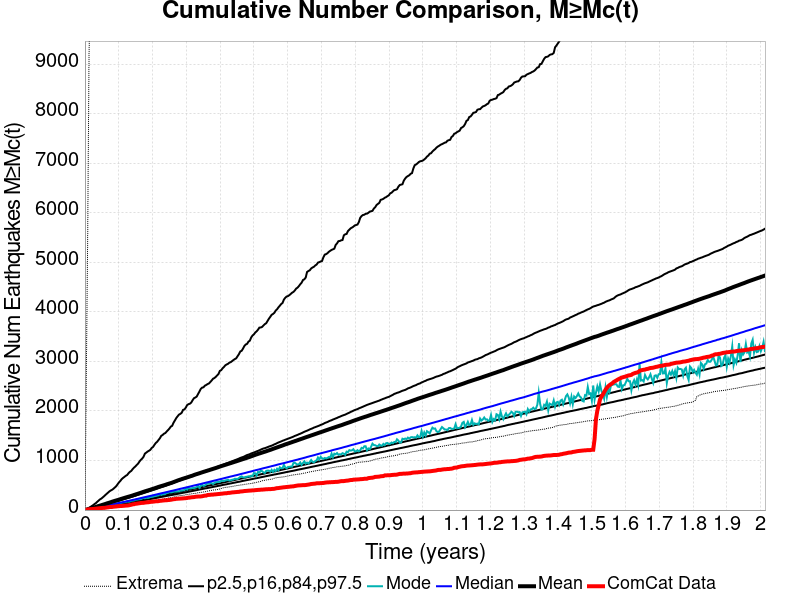 Cumulative Number Comparison, M≥Mc(t)
Cumulative Num Earthquakes M≥Mc(t)
9000
8000
7000
6000
5000
4000
3000
2000
1000
0
0 0.1 0.2 0.3 0.4 0.5 0.6 0.7 0.8 0.9 1 1.1 1.2 1.3 1.4 1.5 1.6 1.7 1.8 1.9 2
Time (years)
Extrema p2.5,p16,p84,p97.5 Mode Median Mean ComCat Data